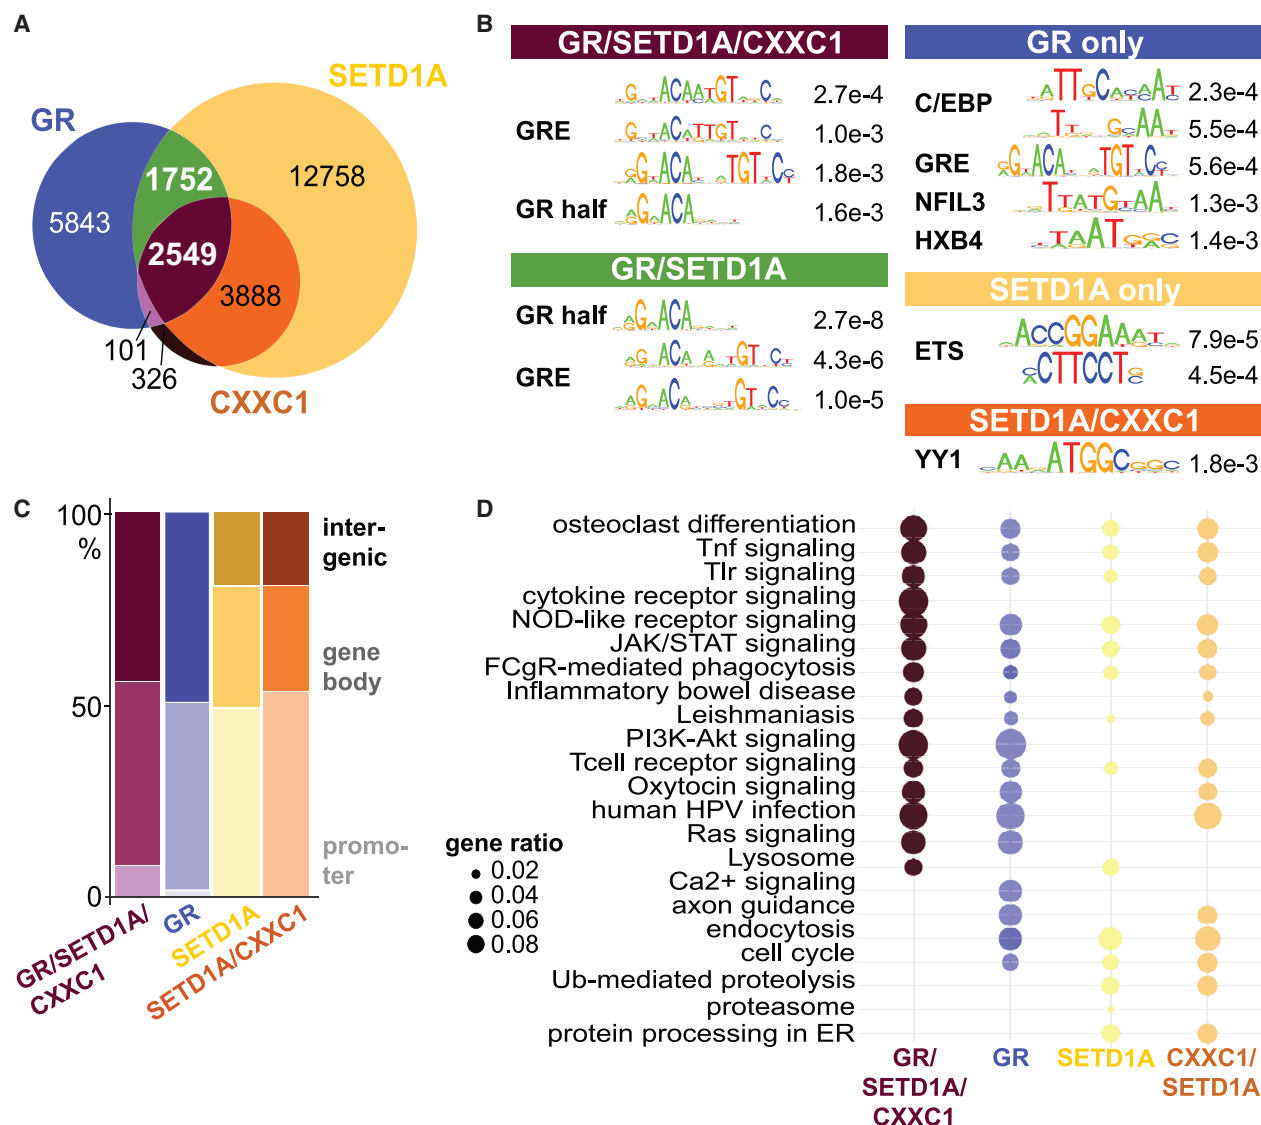 A
SETD1A
GR
1752
12758
5843
2549
3888
101
326
CXXC1
B
GR/SETD1A/CXXC1
2.7e-4
GRE
1.0e-3
1.8e-3
GR half
1.6e-3
GR/SETD1A
GR half
2.7e-8
4.3e-6
GRE
1.0e-5
GR only
C/EBP
2.3e-4
5.5e-4
GRE
5.6e-4
NFIL3
1.3e-3
HXB4
1.4e-3
SETD1A only
7.9e-5
ETS
4.5e-4
SETD1A/CXXC1
YY1
1.8e-3
C
100
%
50
0
inter-
genic
gene
body
promo-
ter
GR/SETD1A/
CXXC1
GR
SETD1A
SETD1A/CXXC1
D
osteoclast differentiation
Tnf signaling
Tlr signaling
cytokine receptor signaling
NOD-like receptor signaling
JAK/STAT signaling
FCgR-mediated phagocytosis
Inflammatory bowel disease
Leishmaniasis
PI3K-Akt signaling
Tcell receptor signaling
Oxytocin signaling
human HPV infection
Ras signaling
Lysosome
Ca2+ signaling
axon guidance
endocytosis
cell cycle
Ub-mediated proteolysis
proteasome
protein processing in ER
gene ratio
0.02
0.04
0.06
0.08
GR/
SETD1A/
CXXC1
GR
SETD1A
CXXC1/
SETD1A